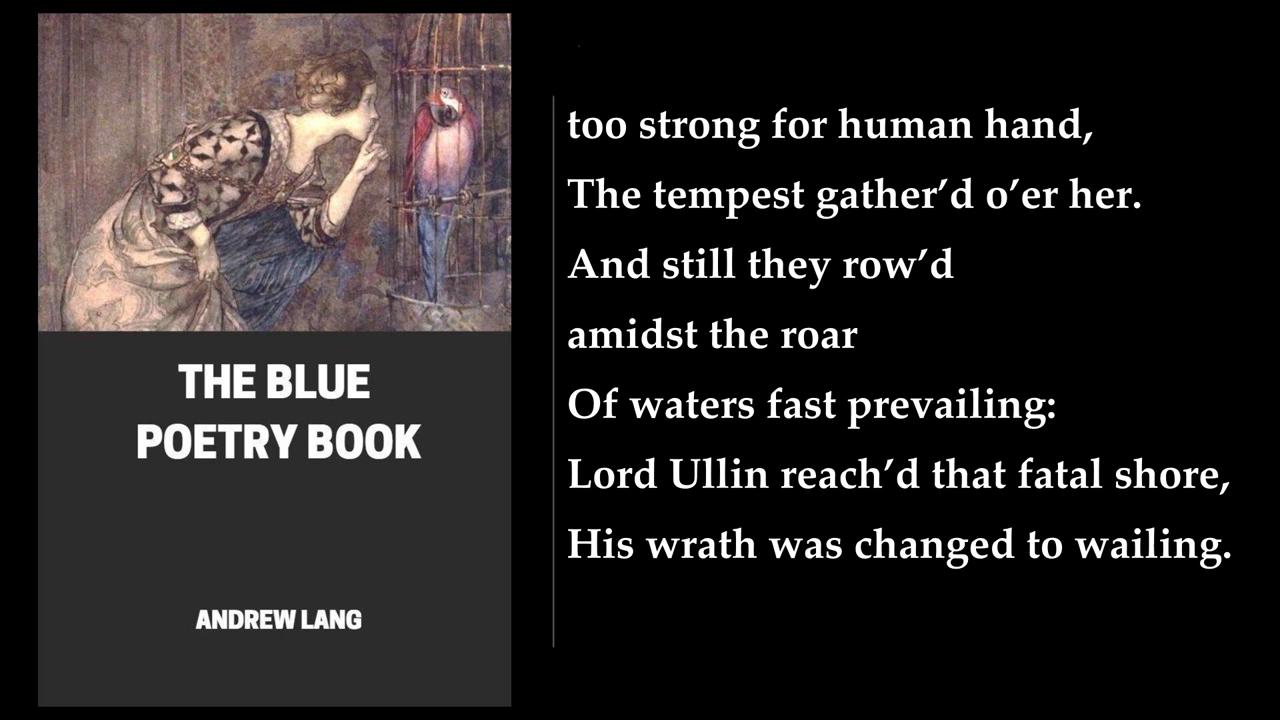 THE BLUE
POETRY BOOK
ANDREW LANG
too strong for human hand,
The tempest gather’d o’er her.
And still they row’d
amidst the roar
Of waters fast prevailing:
Lord Ullin reach’d that fatal shore,
His wrath was changed to wailing.